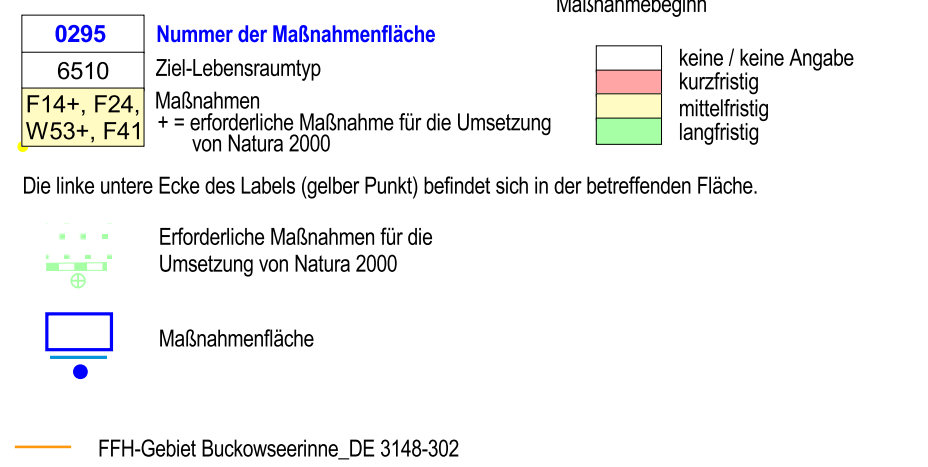 Maßnahmebeginn
0295 Nummer der Maßnahmenfläche
6510 Ziel-Lebensraumtyp
F14+, F24, Maßnahmen
W53+, F41 + = erforderliche Maßnahme für die Umsetzung
von Natura 2000
keine / keine Angabe
kurzfristig
mittelfristig
langfristig
Die linke untere Ecke des Labels (gelber Punkt) befindet sich in der betreffenden Fläche.
Erforderliche Maßnahmen für die
Umsetzung von Natura 2000
Maßnahmenfläche
FFH-Gebiet Buckowseerinne_DE 3148-302